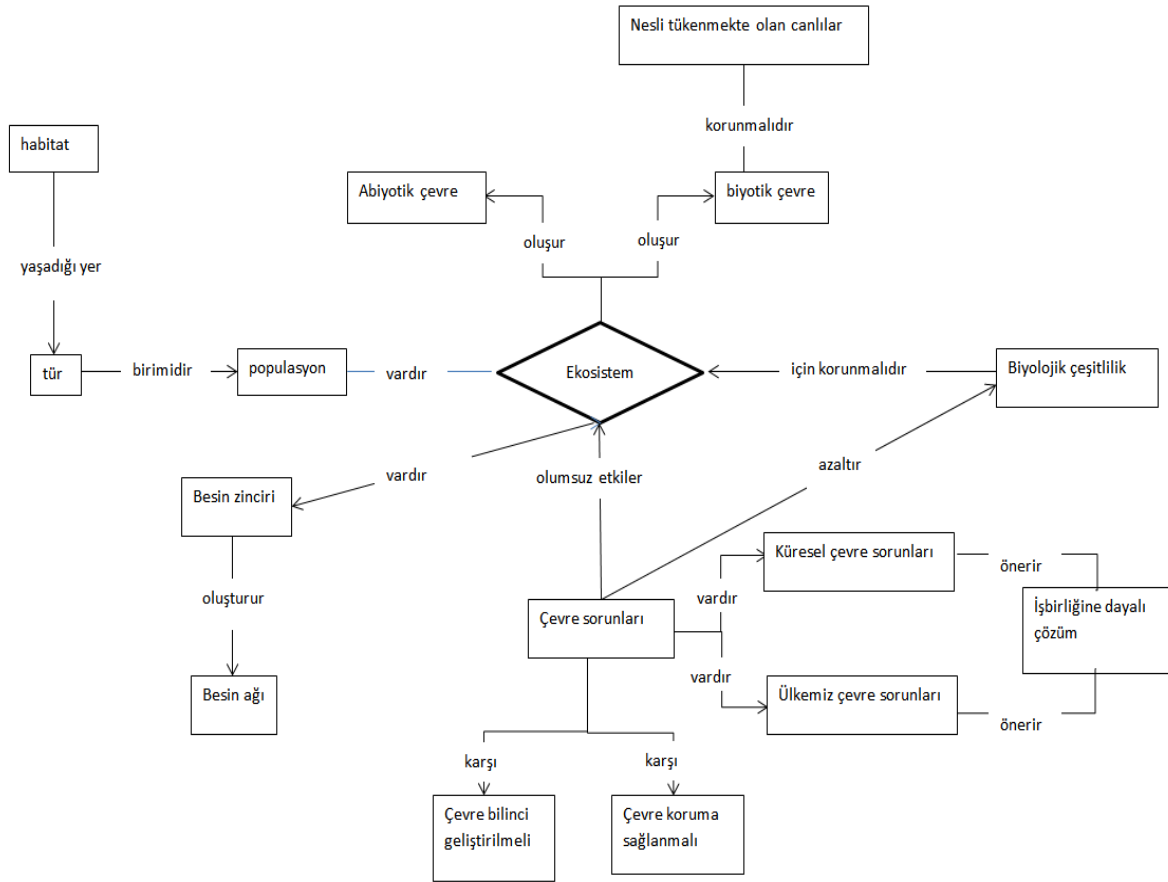 Nesli tükenmekte olan canlılar
korunmalıdır
habitat
Abiyotik çevre
biyotik çevre
oluşur
oluşur
yaşadığı yer
tür
birimidir
populasyon
vardır
Ekosistem
için korunmalıdır
Biyolojik çeşitlilik
vardır
olumsuz etkiler
azaltır
Besin zinciri
Küresel çevre sorunları
önerir
oluşturur
vardır
Çevre sorunları
İşbirliğine dayalı
çözüm
vardır
Besin ağı
Ülkemiz çevre sorunları
önerir
karşı
karşı
Çevre bilinci
geliştirilmeli
Çevre koruma
sağlanmalı